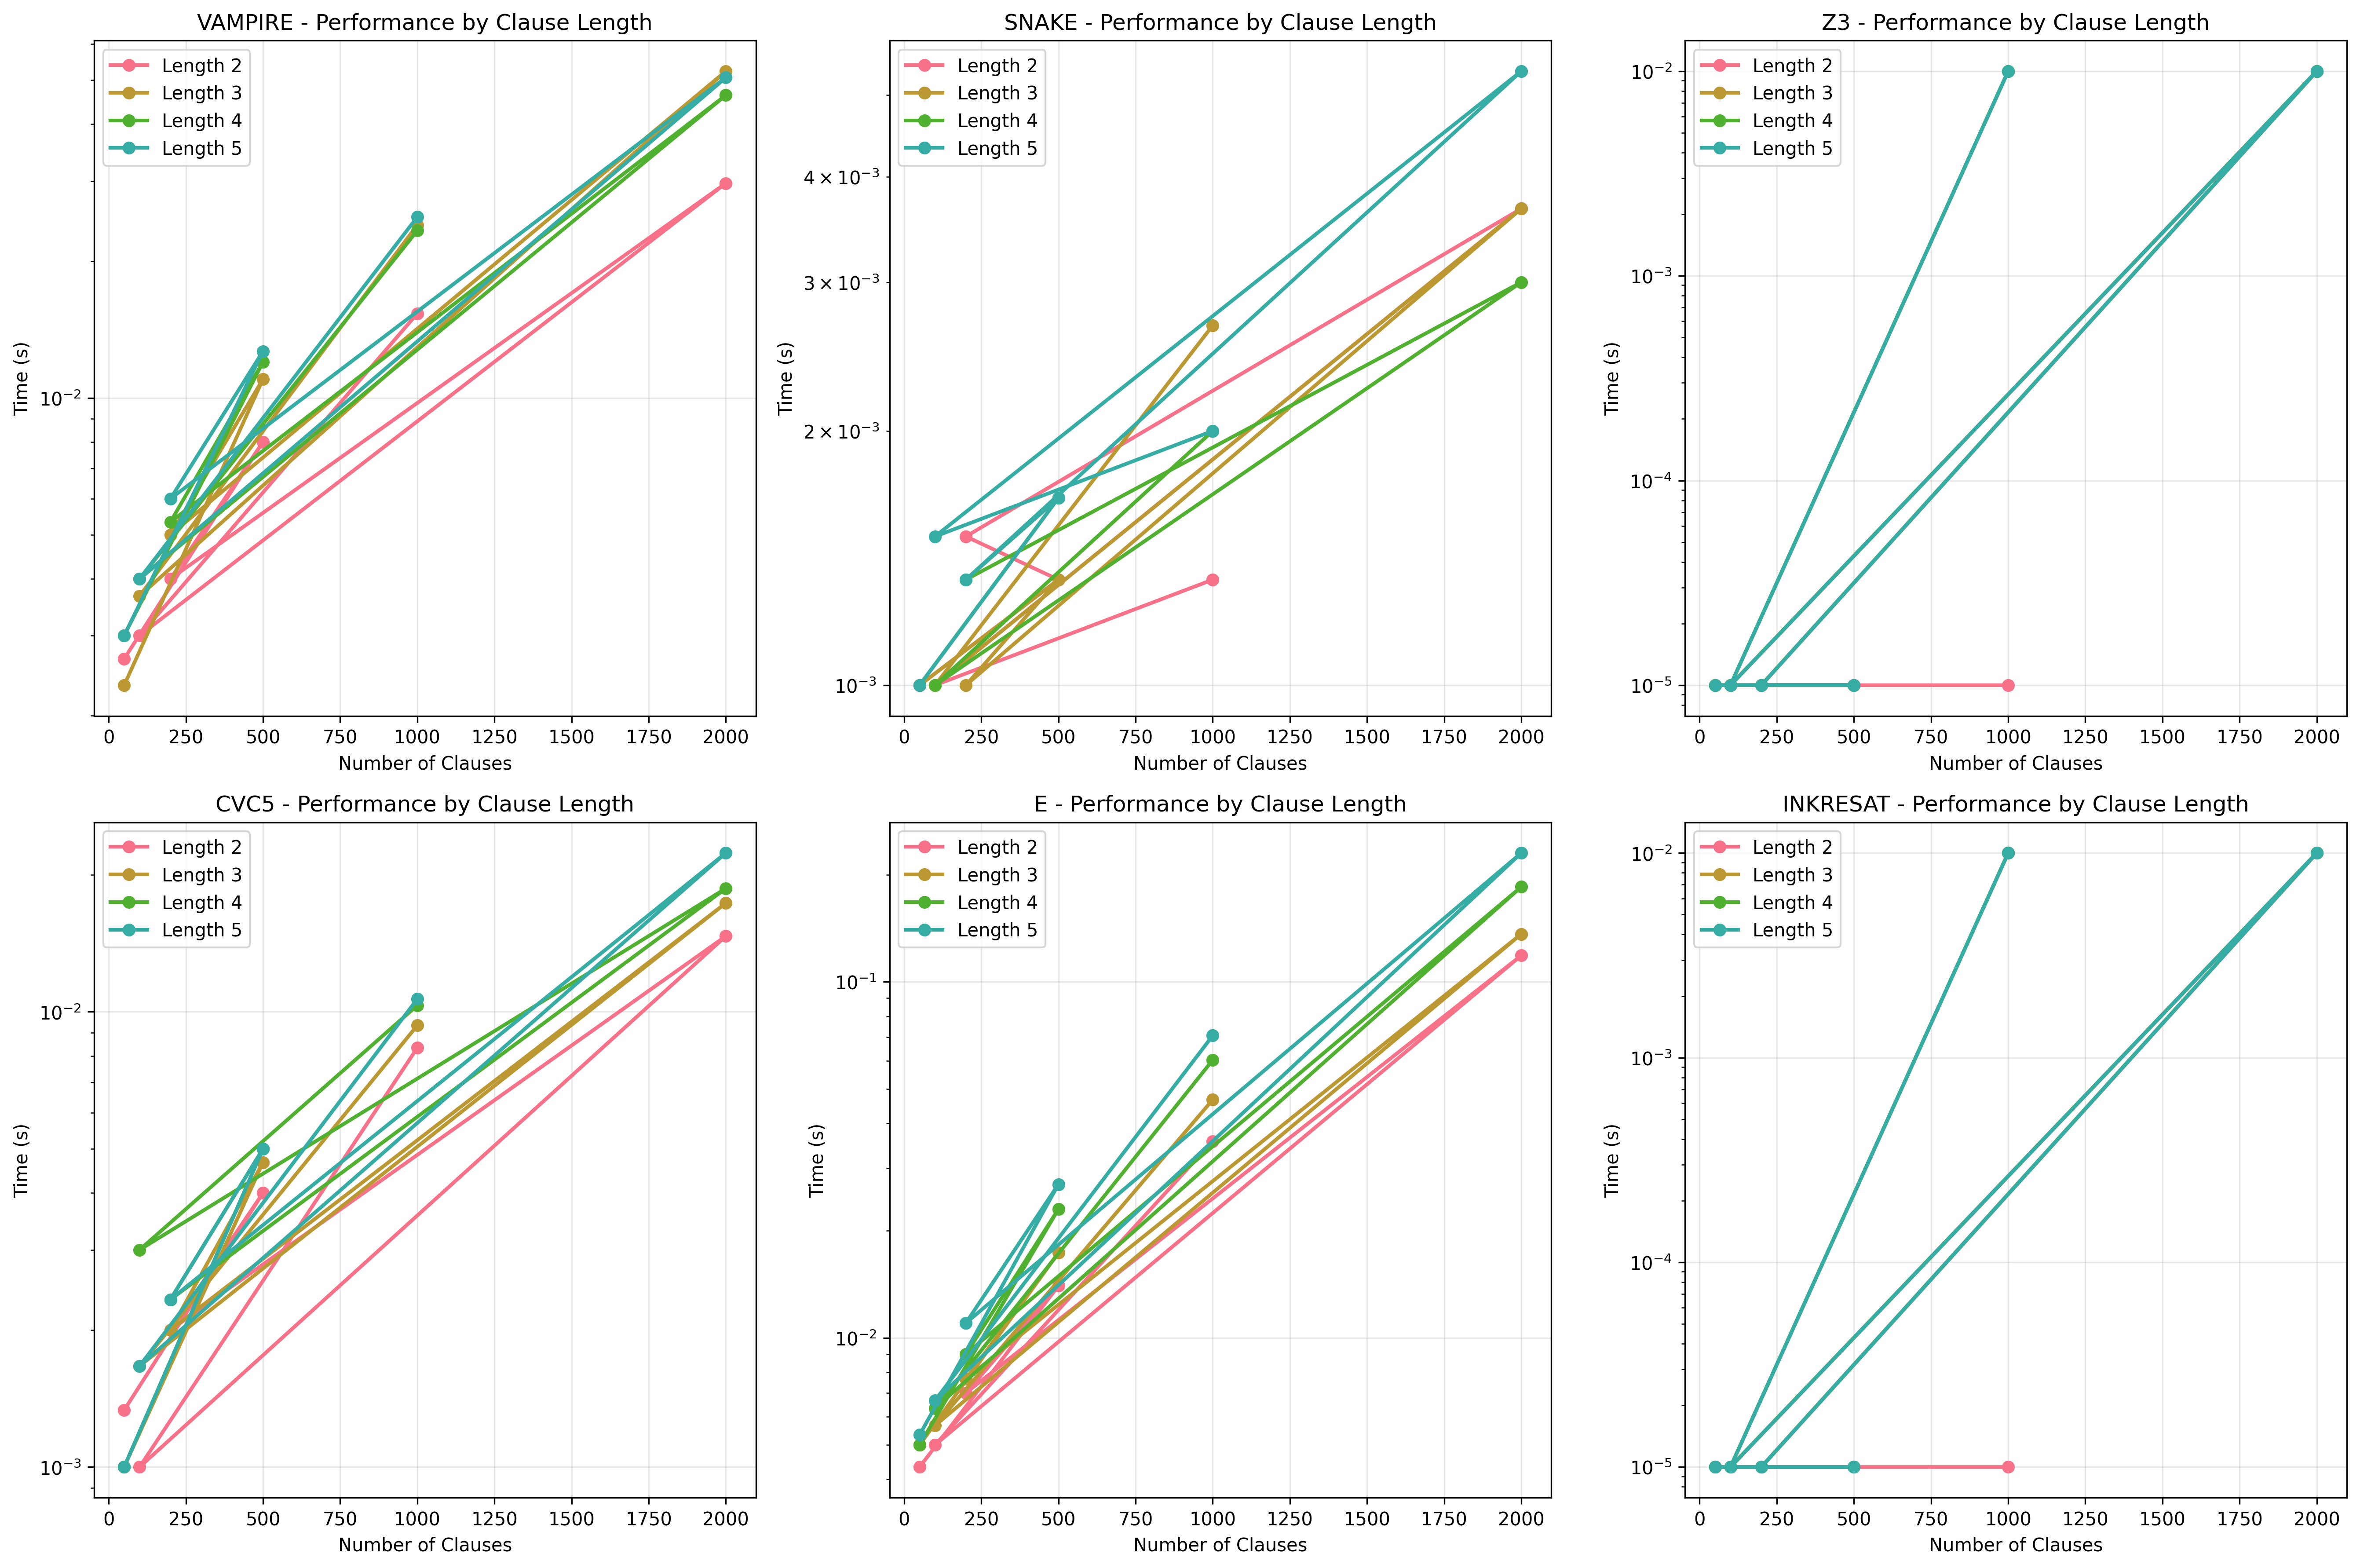 VAMPIRE - Performance by Clause Length
Length 2
Length 3
Length 4
Length 5
10⁻²
Time (s)
0 250 500 750 1000 1250 1500 1750 2000
Number of Clauses
SNAKE - Performance by Clause Length
Length 2
Length 3
Length 4
Length 5
4 × 10⁻³
3 × 10⁻³
2 × 10⁻³
10⁻³
Time (s)
0 250 500 750 1000 1250 1500 1750 2000
Number of Clauses
Z3 - Performance by Clause Length
Length 2
Length 3
Length 4
Length 5
10⁻²
10⁻³
10⁻⁴
10⁻⁵
Time (s)
0 250 500 750 1000 1250 1500 1750 2000
Number of Clauses
CVC5 - Performance by Clause Length
Length 2
Length 3
Length 4
Length 5
10⁻²
10⁻³
Time (s)
0 250 500 750 1000 1250 1500 1750 2000
Number of Clauses
E - Performance by Clause Length
Length 2
Length 3
Length 4
Length 5
10⁻¹
10⁻²
Time (s)
0 250 500 750 1000 1250 1500 1750 2000
Number of Clauses
INKRESAT - Performance by Clause Length
Length 2
Length 3
Length 4
Length 5
10⁻²
10⁻³
10⁻⁴
10⁻⁵
Time (s)
0 250 500 750 1000 1250 1500 1750 2000
Number of Clauses